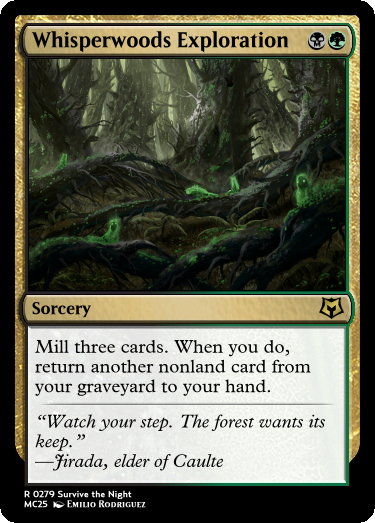 Whisperwoods Exploration
Sorcery
Mill three cards. When you do,
return another nonland card from
your graveyard to your hand.
“Watch your step. The forest wants its
keep.”
—Jirada, elder of Caulte
R 0279 Survive the Night
MC25 Emilio Rodriguez